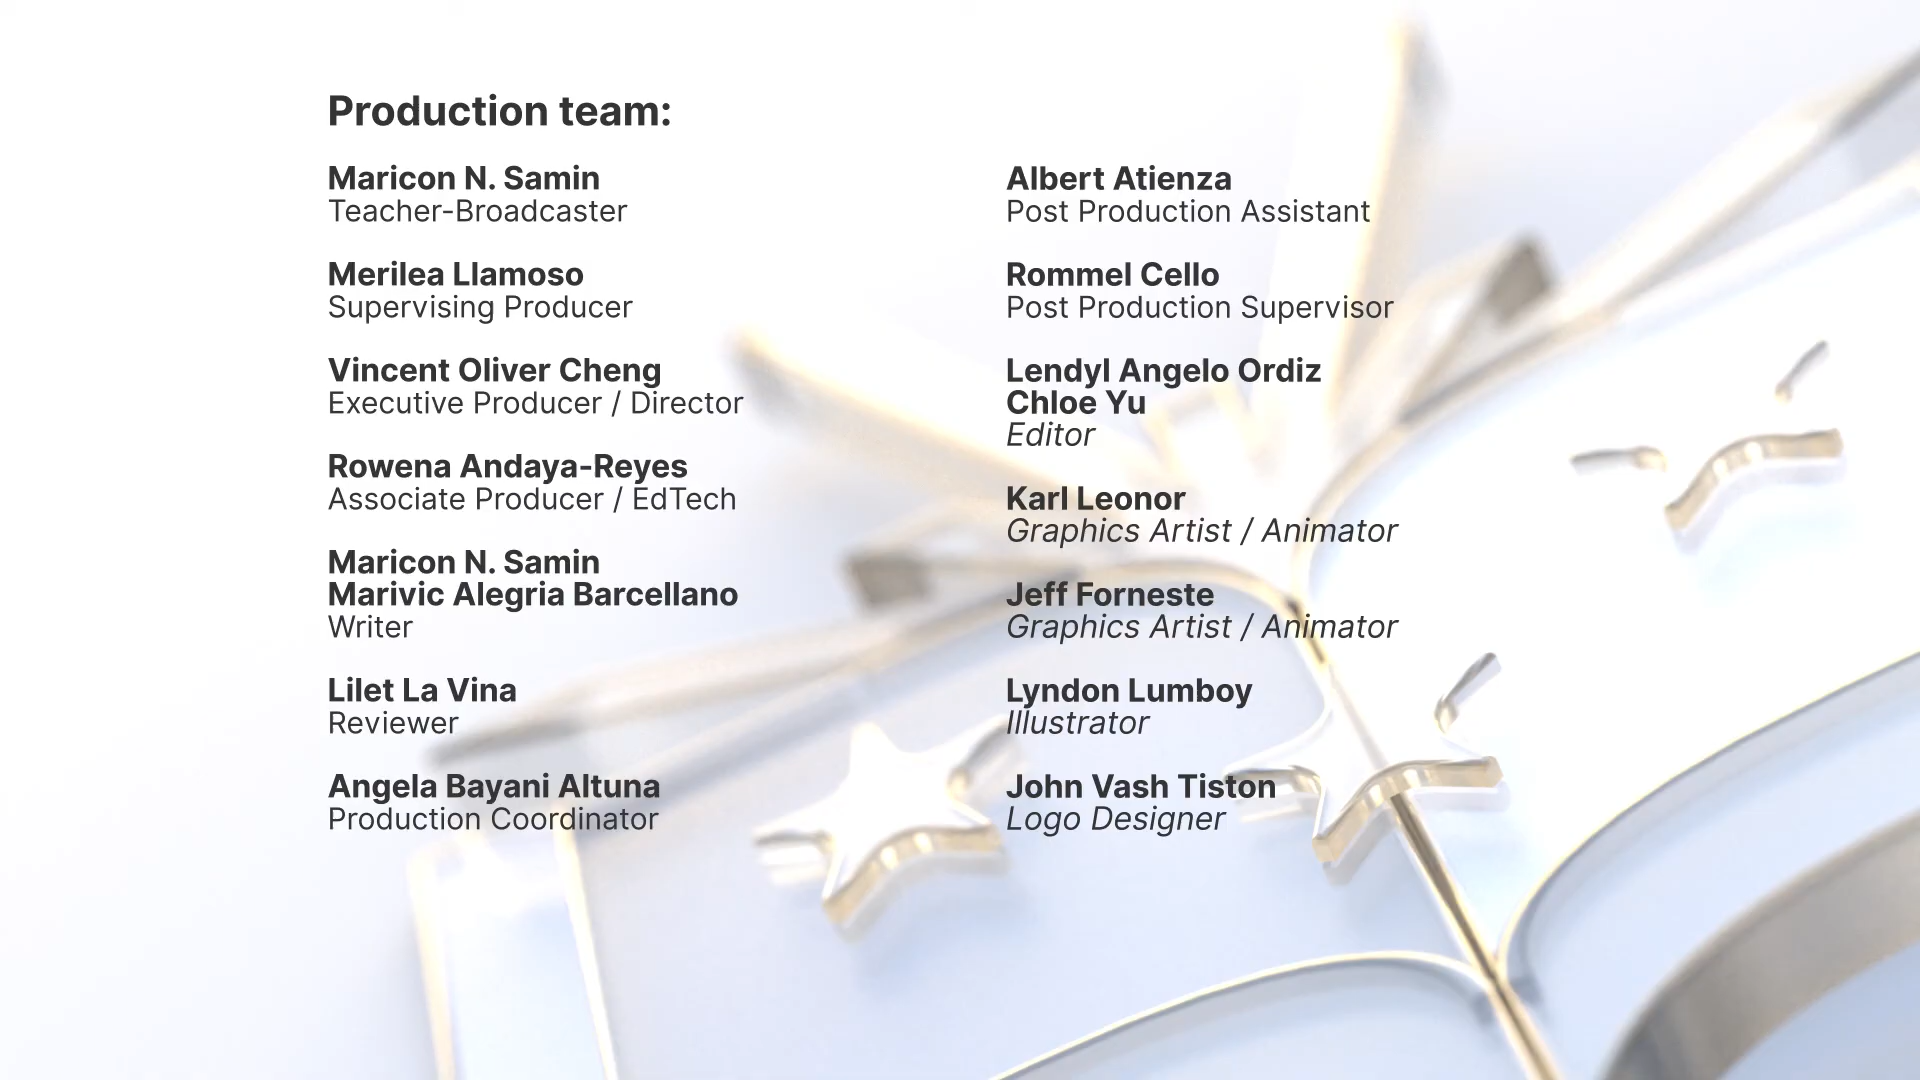 Production team:
Maricon N. Samin
Teacher-Broadcaster
Merilea Llamoso
Supervising Producer
Vincent Oliver Cheng
Executive Producer / Director
Rowena Andaya-Reyes
Associate Producer / EdTech
Maricon N. Samin
Marivic Alegria Barcellano
Writer
Lilet La Vina
Reviewer
Angela Bayani Altuna
Production Coordinator
Albert Atienza
Post Production Assistant
Rommel Cello
Post Production Supervisor
Lendyl Angelo Ordiz
Chloe Yu
Editor
Karl Leonor
Graphics Artist / Animator
Jeff Forneste
Graphics Artist / Animator
Lyndon Lumboy
Illustrator
John Vash Tiston
Logo Designer